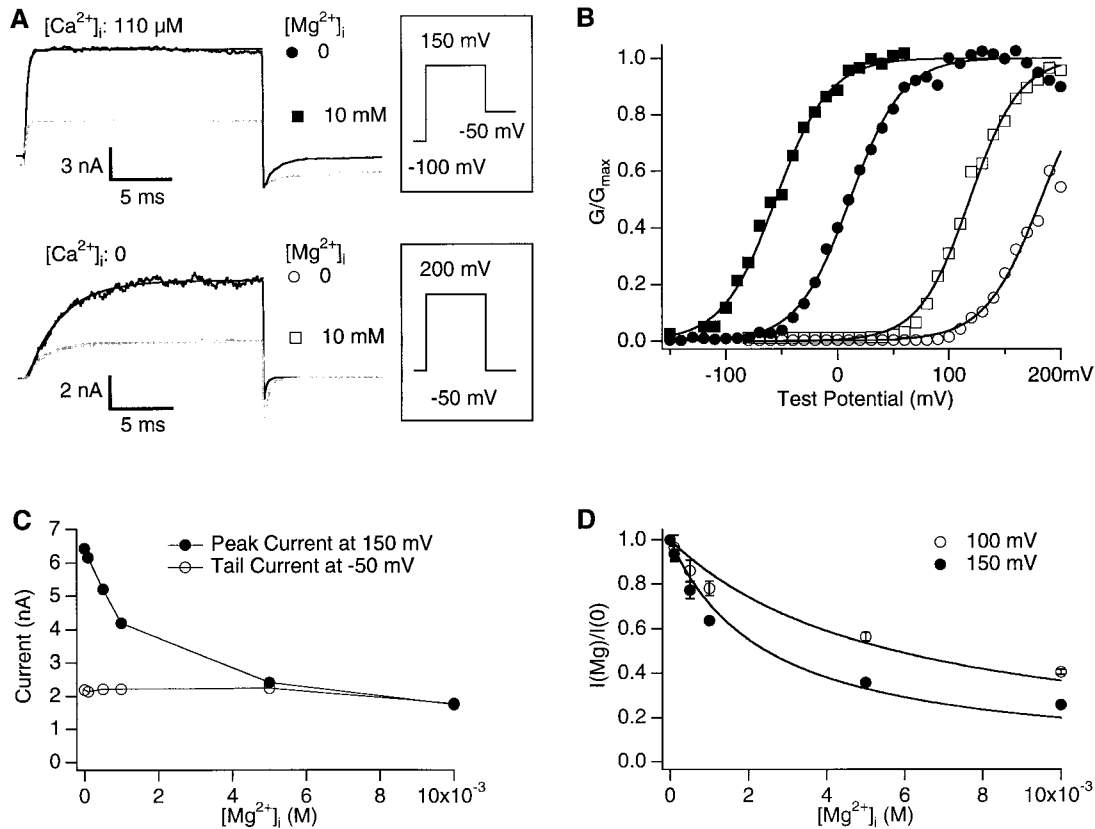 A
[Ca²⁺]ᵢ: 110 µM
[Mg²⁺]ᵢ
0
10 mM
3 nA
5 ms
150 mV
-50 mV
-100 mV
[Ca²⁺]ᵢ: 0
[Mg²⁺]ᵢ
0
10 mM
2 nA
5 ms
200 mV
-50 mV
B
G/Gmax
1.0
0.8
0.6
0.4
0.2
0.0
-100
0
100
200mV
Test Potential (mV)
C
Current (nA)
7
6
5
4
3
2
1
0
Peak Current at 150 mV
Tail Current at -50 mV
0
2
4
6
8
10x10⁻³
[Mg²⁺]ᵢ (M)
D
I(Mg)/I(0)
1.0
0.8
0.6
0.4
0.2
0.0
100 mV
150 mV
0
2
4
6
8
10x10⁻³
[Mg²⁺]ᵢ (M)